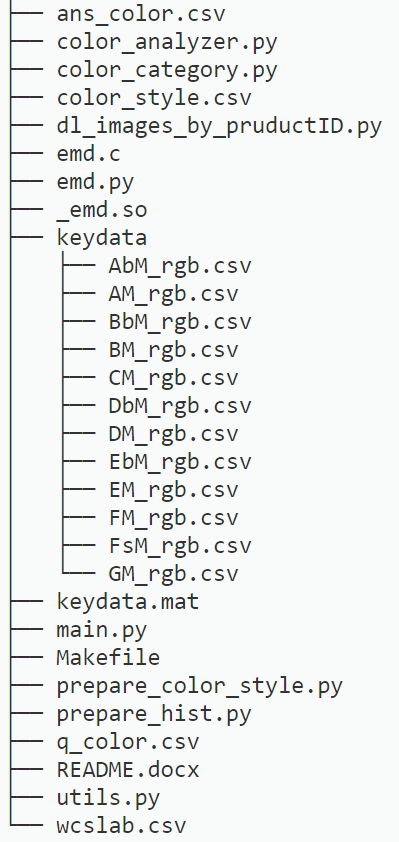 ├── ans_color.csv
├── color_analyzer.py
├── color_category.py
├── color_style.csv
├── dl_images_by_pruductID.py
├── emd.c
├── emd.py
├── _emd.so
├── keydata
│   ├── AbM_rgb.csv
│   ├── AM_rgb.csv
│   ├── BbM_rgb.csv
│   ├── BM_rgb.csv
│   ├── CM_rgb.csv
│   ├── DbM_rgb.csv
│   ├── DM_rgb.csv
│   ├── EbM_rgb.csv
│   ├── EM_rgb.csv
│   ├── FM_rgb.csv
│   ├── FsM_rgb.csv
│   └── GM_rgb.csv
├── keydata.mat
├── main.py
├── Makefile
├── prepare_color_style.py
├── prepare_hist.py
├── q_color.csv
├── README.docx
├── utils.py
└── wcslab.csv